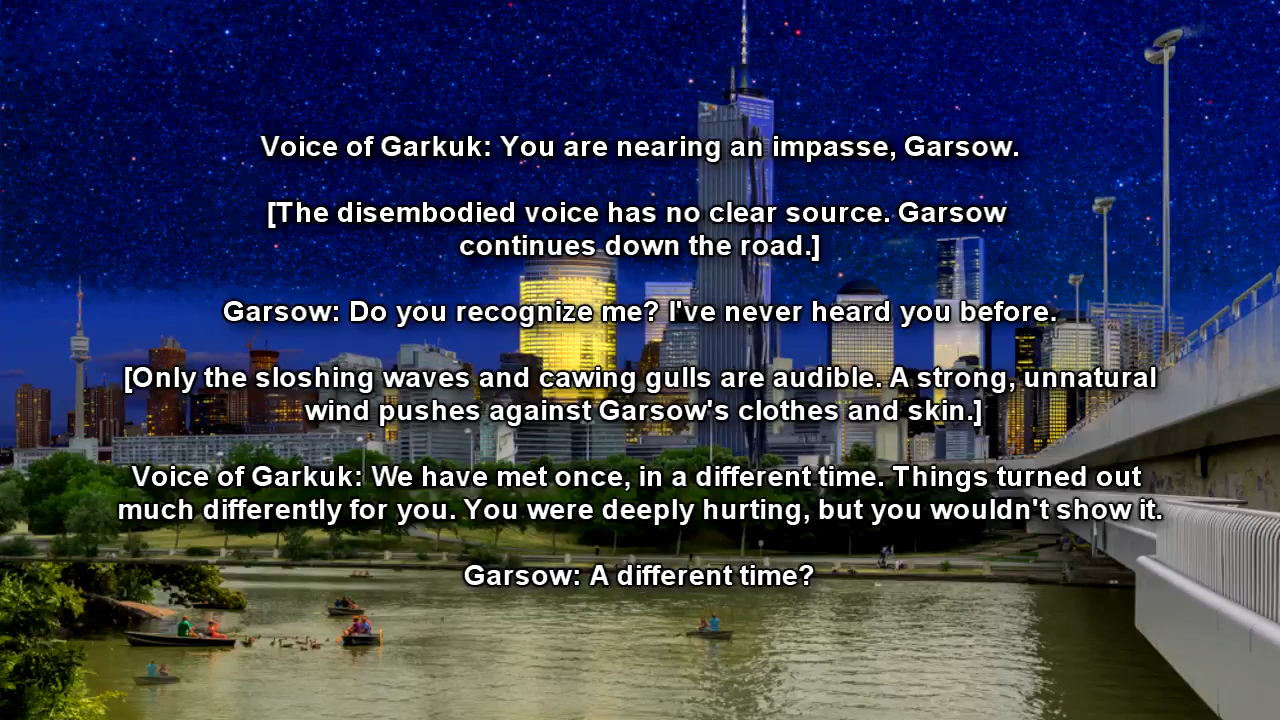 Voice of Garkuk: You are nearing an impasse, Garsow.
[The disembodied voice has no clear source. Garsow
continues down the road.]
Garsow: Do you recognize me? I've never heard you before.
[Only the sloshing waves and cawing gulls are audible. A strong, unnatural
wind pushes against Garsow's clothes and skin.]
Voice of Garkuk: We have met once, in a different time. Things turned out
much differently for you. You were deeply hurting, but you wouldn't show it.
Garsow: A different time?